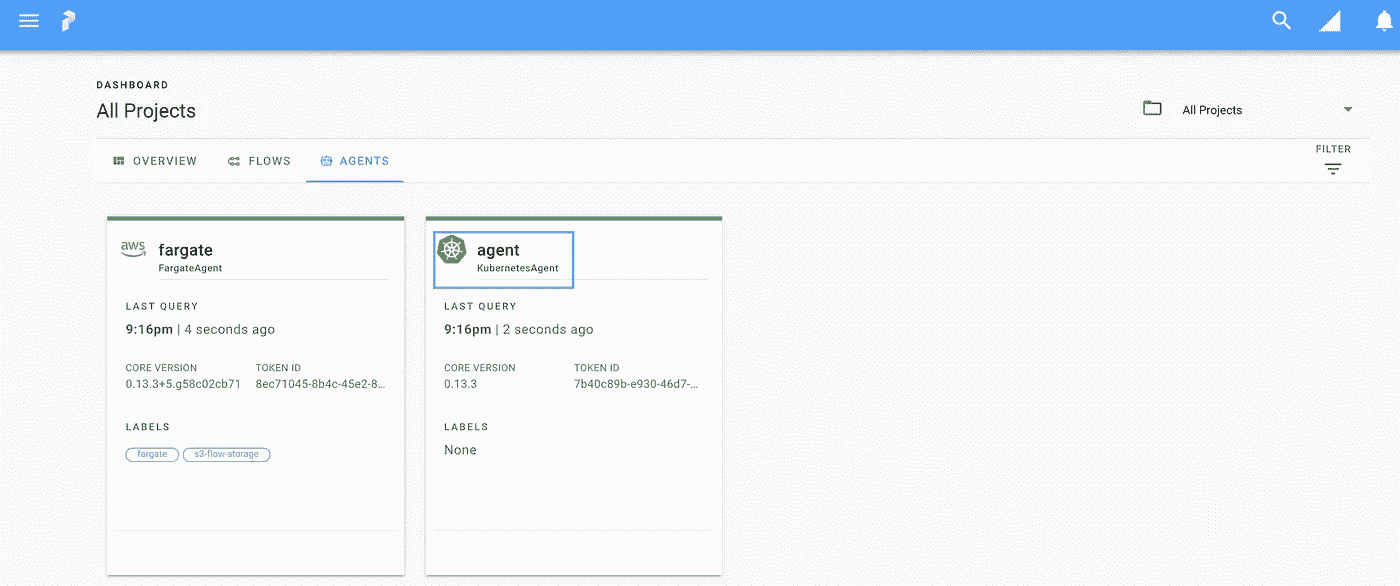 DASHBOARD
All Projects
All Projects
OVERVIEW FLOWS AGENTS
FILTER
aws fargate
FargateAgent
LAST QUERY
9:16pm | 4 seconds ago
CORE VERSION TOKEN ID
0.13.3+5.g58c02cb71 8ec71045-8b4c-45e2-8...
LABELS
fargate s3-flow-storage
agent
KubernetesAgent
LAST QUERY
9:16pm | 2 seconds ago
CORE VERSION TOKEN ID
0.13.3 7b40c89b-e930-46d7-...
LABELS
None